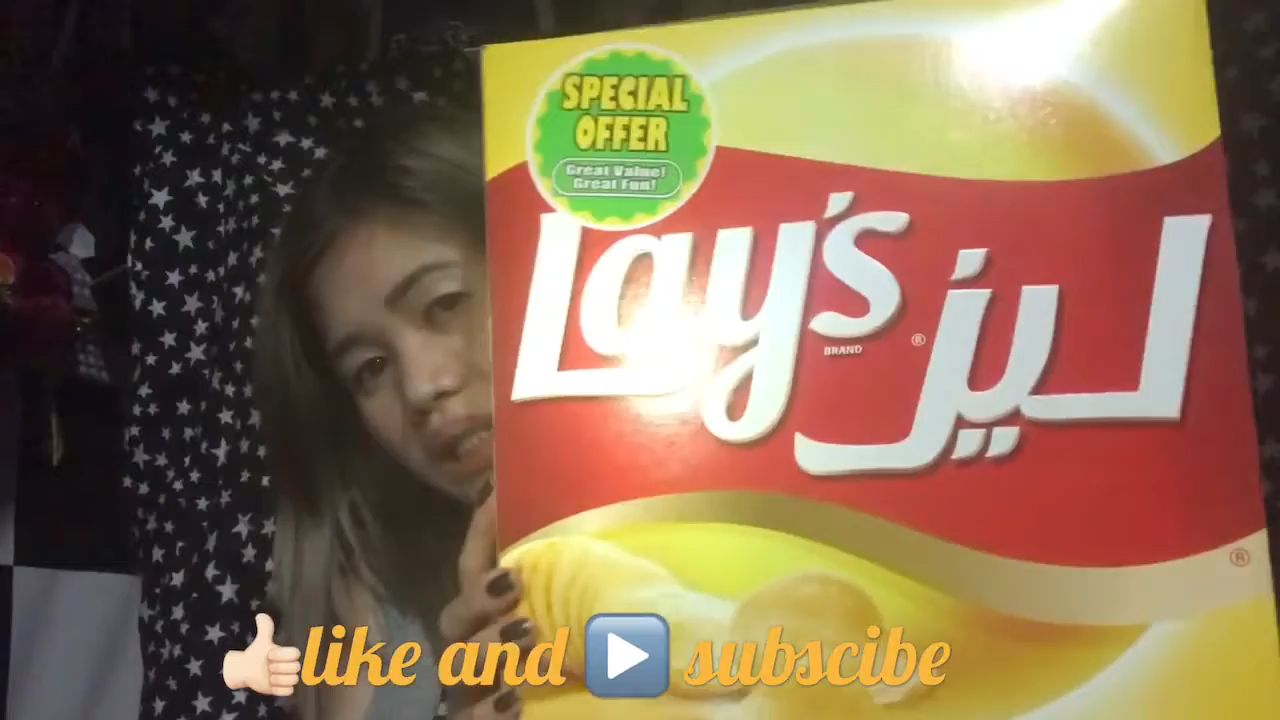 SPECIAL
OFFER
Great Value!
Great Fun!
Lay's ليز
BRAND ®
®
like and subscibe